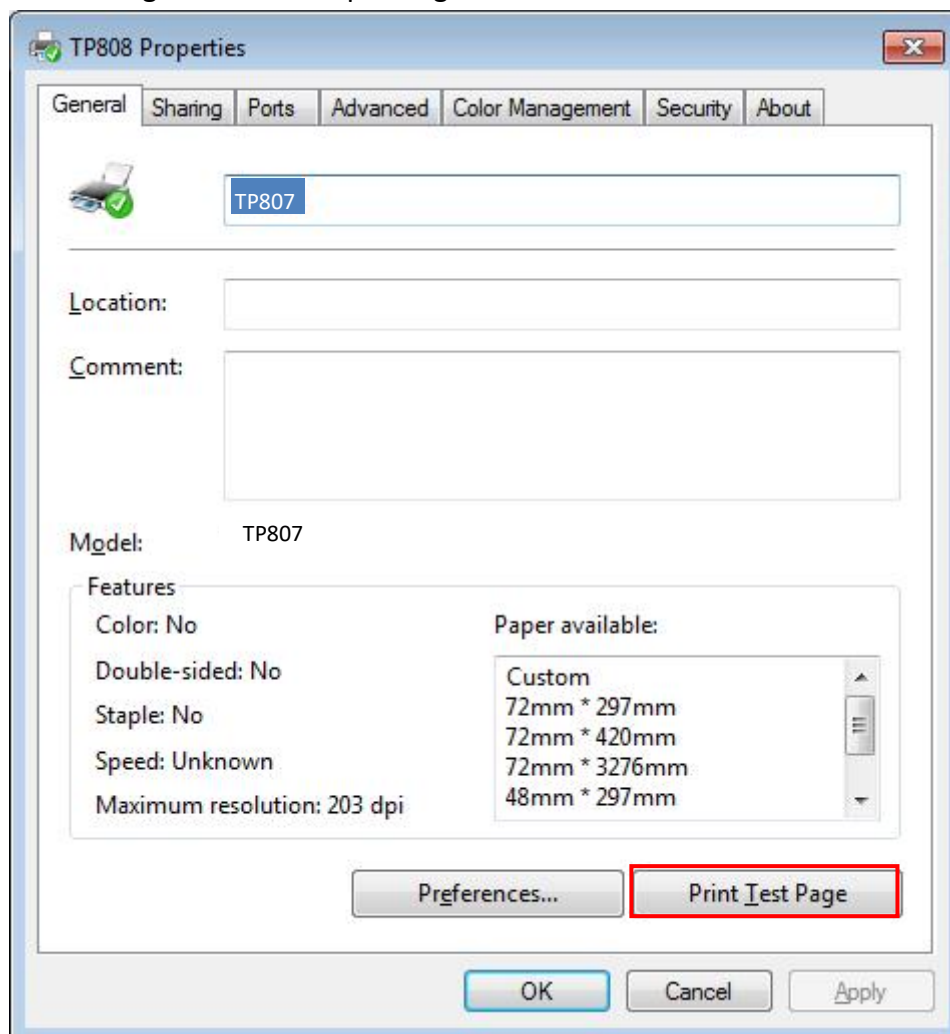 TP808 Properties
General Sharing Ports Advanced Color Management Security About
TP807
Location:
Comment:
Model: TP807
Features
Color: No
Double-sided: No
Staple: No
Speed: Unknown
Maximum resolution: 203 dpi
Paper available:
Custom
72mm * 297mm
72mm * 420mm
72mm * 3276mm
48mm * 297mm
Preferences... Print Test Page
OK Cancel Apply